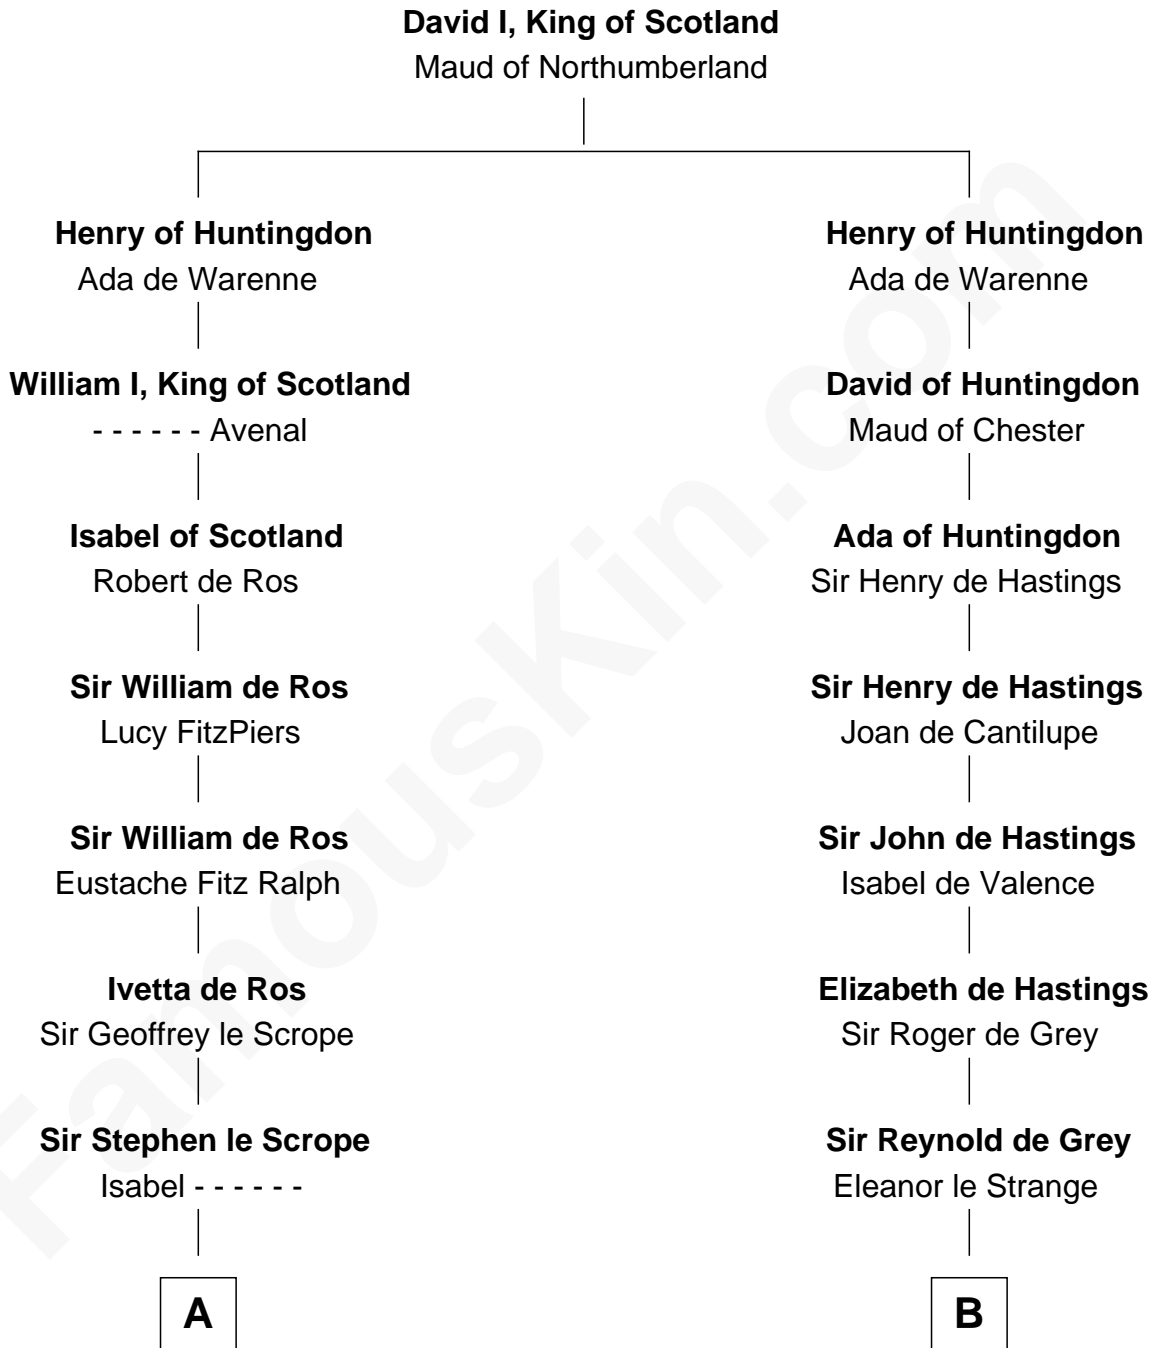 David I, King of Scotland
Maud of Northumberland
Henry of Huntingdon
Ada de Warenne
Henry of Huntingdon
Ada de Warenne
William I, King of Scotland
- - - - - - Avenal
David of Huntingdon
Maud of Chester
Isabel of Scotland
Robert de Ros
Ada of Huntingdon
Sir Henry de Hastings
Sir William de Ros
Lucy FitzPiers
Sir Henry de Hastings
Joan de Cantilupe
Sir William de Ros
Eustache Fitz Ralph
Sir John de Hastings
Isabel de Valence
Ivetta de Ros
Sir Geoffrey le Scrope
Elizabeth de Hastings
Sir Roger de Grey
Sir Stephen le Scrope
Isabel - - - - - -
Sir Reynold de Grey
Eleanor le Strange
A
B
FamousKin.com